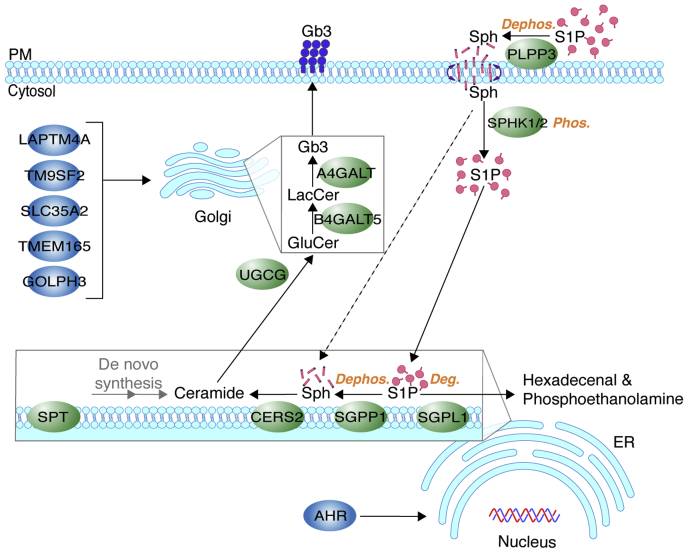 Gb3
Sph
Dephos.
S1P
PLPP3
PM
Cytosol
Sph
SPHK1/2
Phos.
LAPTM4A
TM9SF2
SLC35A2
TMEM165
GOLPH3
Golgi
Gb3
A4GALT
LacCer
B4GALT5
GluCer
S1P
UGCG
De novo
synthesis
Ceramide
Sph
Dephos.
S1P
Deg.
Hexadecenal &
Phosphoethanolamine
SPT
CERS2
SGPP1
SGPL1
ER
AHR
Nucleus